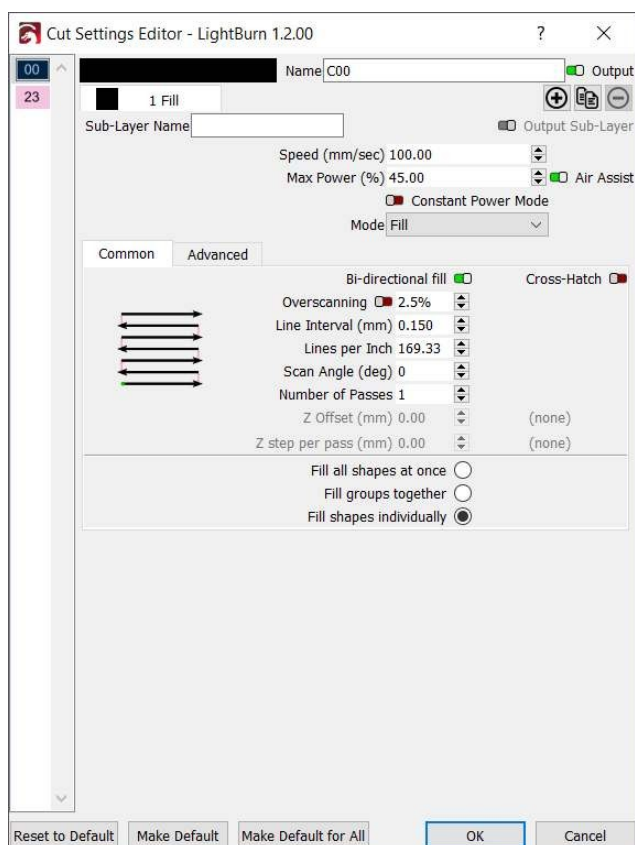 Cut Settings Editor - LightBurn 1.2.00 ?
00 Name C00 Output
23 1 Fill
Sub-Layer Name Output Sub-Layer
Speed (mm/sec) 100.00
Max Power (%) 45.00 Air Assist
Constant Power Mode
Mode Fill
Common Advanced
Bi-directional fill Cross-Hatch
Overscanning 2.5%
Line Interval (mm) 0.150
Lines per Inch 169.33
Scan Angle (deg) 0
Number of Passes 1
Z Offset (mm) 0.00 (none)
Z step per pass (mm) 0.00 (none)
Fill all shapes at once
Fill groups together
Fill shapes individually
Reset to Default Make Default Make Default for All OK Cancel